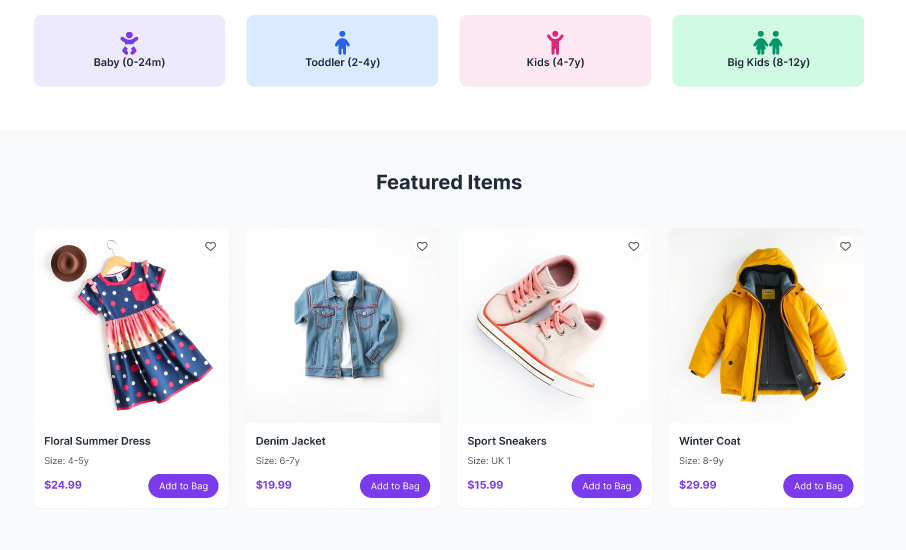 Baby (0-24m)
Toddler (2-4y)
Kids (4-7y)
Big Kids (8-12y)
Featured Items
Floral Summer Dress
Size: 4-5y
$24.99
Add to Bag
Denim Jacket
Size: 6-7y
$19.99
Add to Bag
Sport Sneakers
Size: UK 1
$15.99
Add to Bag
Winter Coat
Size: 8-9y
$29.99
Add to Bag